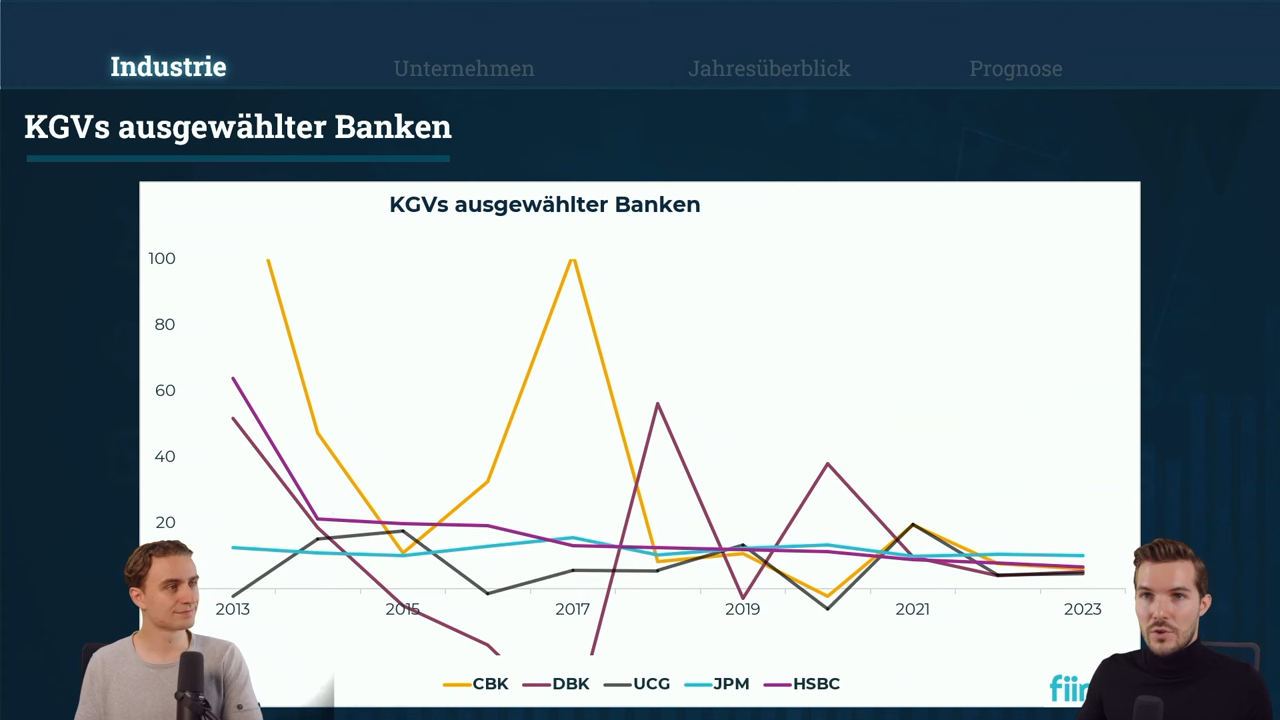 Industrie Unternehmen Jahresüberblick Prognose
KGVs ausgewählter Banken
KGVs ausgewählter Banken
100
80
60
40
20
2013 2015 2017 2019 2021 2023
CBK DBK UCG JPM HSBC